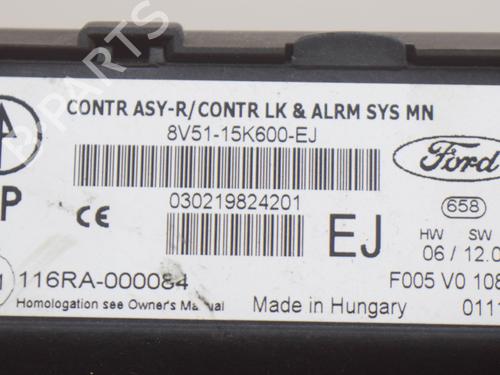 CONTR ASY-R/CONTR LK & ALRM SYS MN
8V51-15K600-EJ
Ford
030219824201
658
P
CE
EJ
HW SW
06 / 12.0
116RA-000084
F005 V0 108
Homologation see Owner's Manual
Made in Hungary
0111